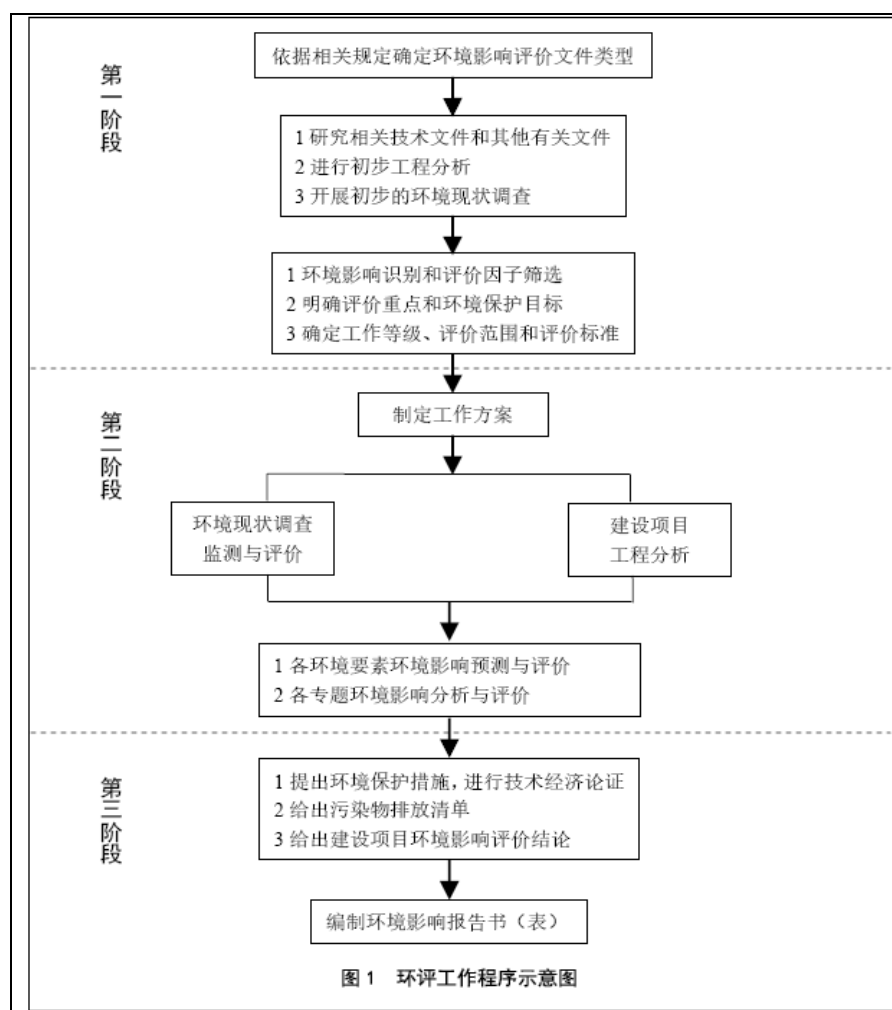 第一阶段
依据相关规定确定环境影响评价文件类型
1 研究相关技术文件和其他有关文件
2 进行初步工程分析
3 开展初步的环境现状调查
1 环境影响识别和评价因子筛选
2 明确评价重点和环境保护目标
3 确定工作等级、评价范围和评价标准
第二阶段
制定工作方案
环境现状调查
监测与评价
建设项目
工程分析
1 各环境要素环境影响预测与评价
2 各专题环境影响分析与评价
第三阶段
1 提出环境保护措施，进行技术经济论证
2 给出污染物排放清单
3 给出建设项目环境影响评价结论
编制环境影响报告书（表）
图 1 环评工作程序示意图